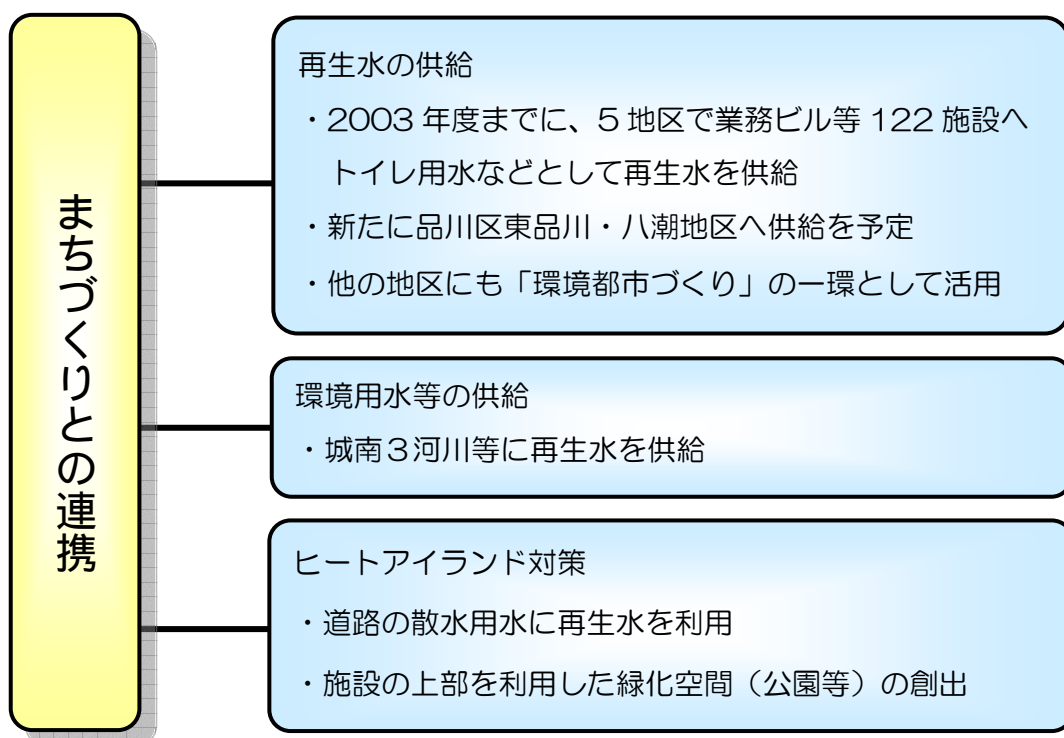 まちづくりとの連携
再生水の供給
・2003 年度までに、5 地区で業務ビル等 122 施設へ
トイレ用水などとして再生水を供給
・新たに品川区東品川・八潮地区へ供給を予定
・他の地区にも「環境都市づくり」の一環として活用
環境用水等の供給
・城南３河川等に再生水を供給
ヒートアイランド対策
・道路の散水用水に再生水を利用
・施設の上部を利用した緑化空間（公園等）の創出